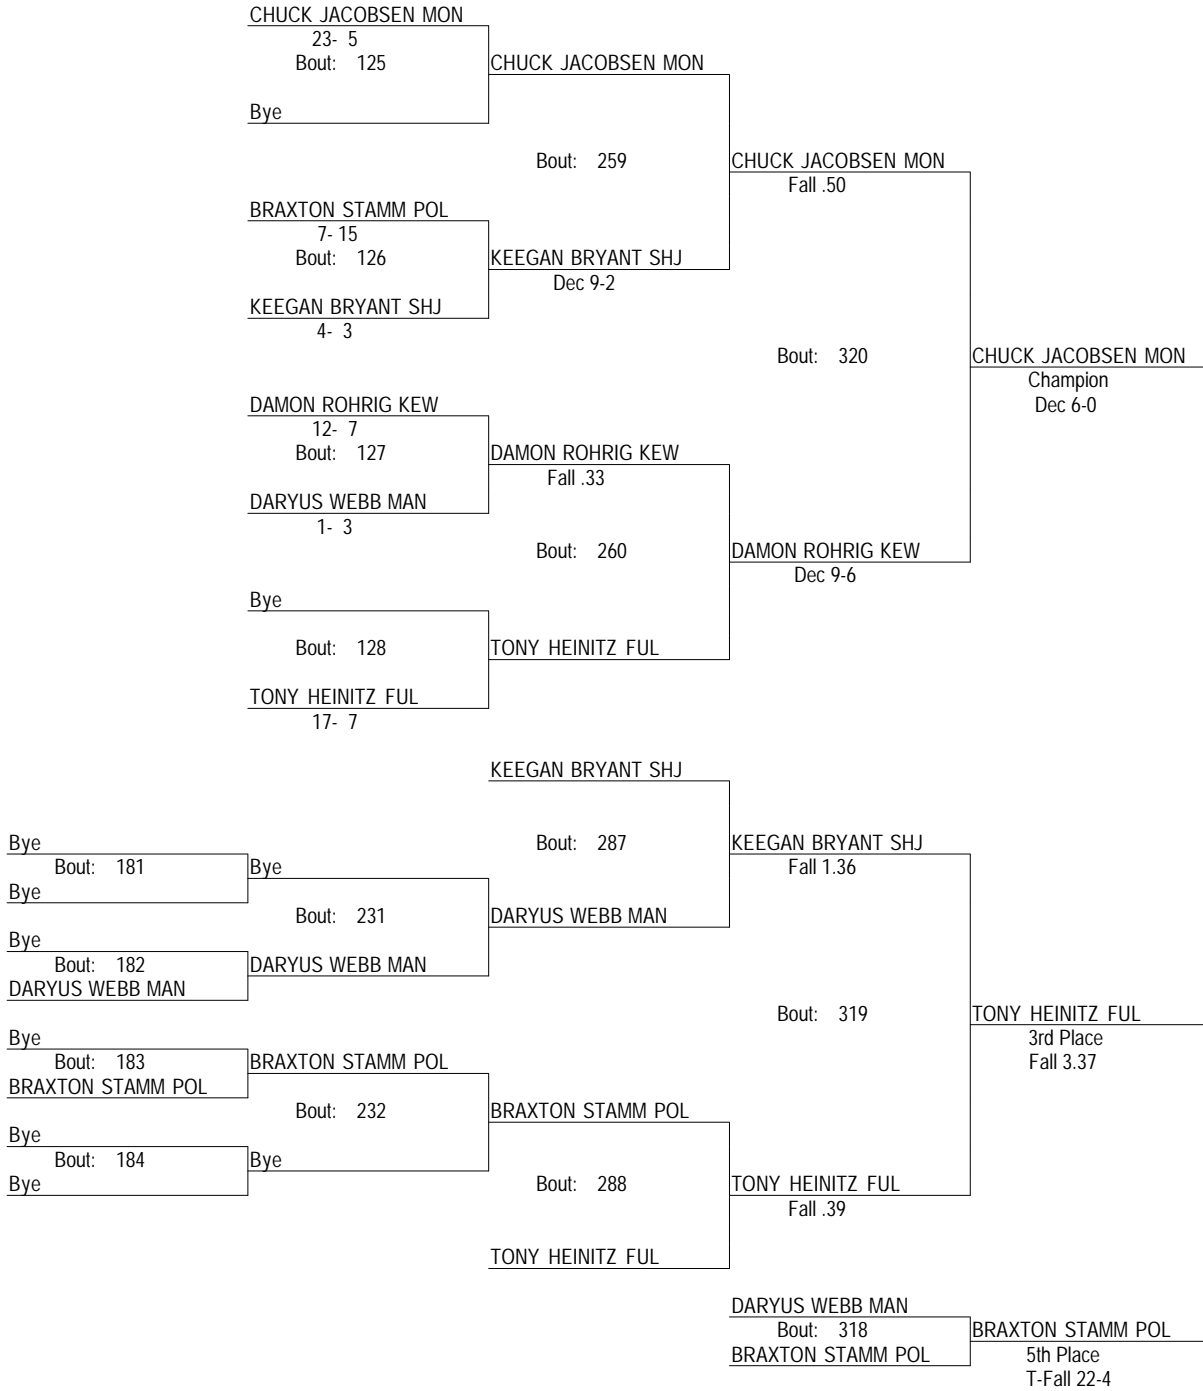 CHUCK JACOBSEN MON
23- 5
Bout: 125
CHUCK JACOBSEN MON
Bye
Bout: 259
CHUCK JACOBSEN MON
Fall .50
BRAXTON STAMM POL
7- 15
Bout: 126
KEEGAN BRYANT SHJ
Dec 9-2
KEEGAN BRYANT SHJ
4- 3
Bout: 320
CHUCK JACOBSEN MON
Champion
Dec 6-0
DAMON ROHRIG KEW
12- 7
Bout: 127
DAMON ROHRIG KEW
Fall .33
DARYUS WEBB MAN
1- 3
Bout: 260
DAMON ROHRIG KEW
Dec 9-6
Bye
Bout: 128
TONY HEINITZ FUL
TONY HEINITZ FUL
17- 7
KEEGAN BRYANT SHJ
Bout: 287
KEEGAN BRYANT SHJ
Fall 1.36
Bye
Bout: 181
Bye
Bye
Bout: 231
DARYUS WEBB MAN
Bye
Bout: 182
DARYUS WEBB MAN
DARYUS WEBB MAN
Bout: 319
TONY HEINITZ FUL
3rd Place
Fall 3.37
Bye
Bout: 183
BRAXTON STAMM POL
BRAXTON STAMM POL
Bout: 232
BRAXTON STAMM POL
Bye
Bout: 184
Bye
Bye
Bout: 288
TONY HEINITZ FUL
Fall .39
TONY HEINITZ FUL
DARYUS WEBB MAN
Bout: 318
BRAXTON STAMM POL
BRAXTON STAMM POL
5th Place
T-Fall 22-4